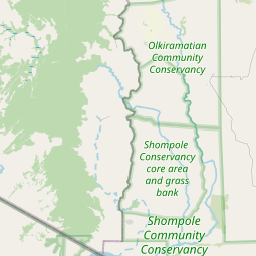 Olkiramatian
Community
Conservancy
Shompole
Conservancy
core area
and grass
bank
Shompole
Community
Conservancy